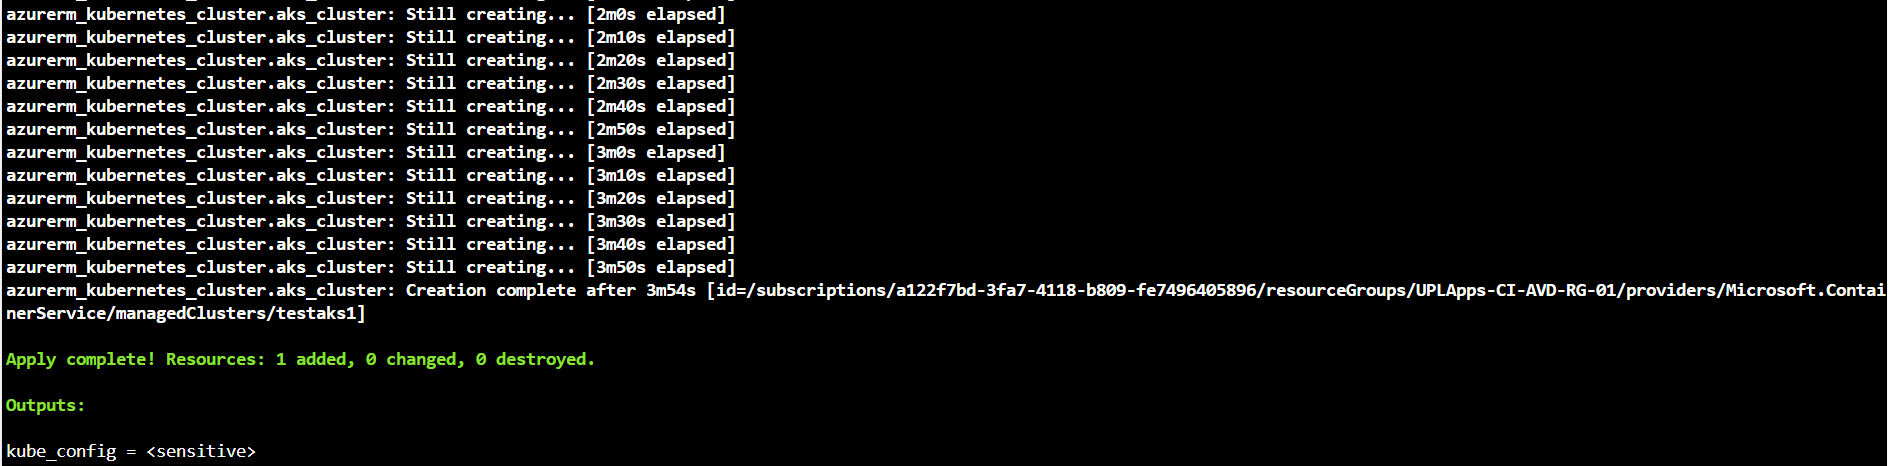 azurerm_kubernetes_cluster.aks_cluster: Still creating... [2m0s elapsed]
azurerm_kubernetes_cluster.aks_cluster: Still creating... [2m10s elapsed]
azurerm_kubernetes_cluster.aks_cluster: Still creating... [2m20s elapsed]
azurerm_kubernetes_cluster.aks_cluster: Still creating... [2m30s elapsed]
azurerm_kubernetes_cluster.aks_cluster: Still creating... [2m40s elapsed]
azurerm_kubernetes_cluster.aks_cluster: Still creating... [2m50s elapsed]
azurerm_kubernetes_cluster.aks_cluster: Still creating... [3m0s elapsed]
azurerm_kubernetes_cluster.aks_cluster: Still creating... [3m10s elapsed]
azurerm_kubernetes_cluster.aks_cluster: Still creating... [3m20s elapsed]
azurerm_kubernetes_cluster.aks_cluster: Still creating... [3m30s elapsed]
azurerm_kubernetes_cluster.aks_cluster: Still creating... [3m40s elapsed]
azurerm_kubernetes_cluster.aks_cluster: Still creating... [3m50s elapsed]
azurerm_kubernetes_cluster.aks_cluster: Creation complete after 3m54s [id=/subscriptions/a122f7bd-3fa7-4118-b809-fe7496405896/resourceGroups/UPLApps-CI-AVD-RG-01/providers/Microsoft.Contai
nerService/managedClusters/testaks1]
Apply complete! Resources: 1 added, 0 changed, 0 destroyed.
Outputs:
kube_config = <sensitive>